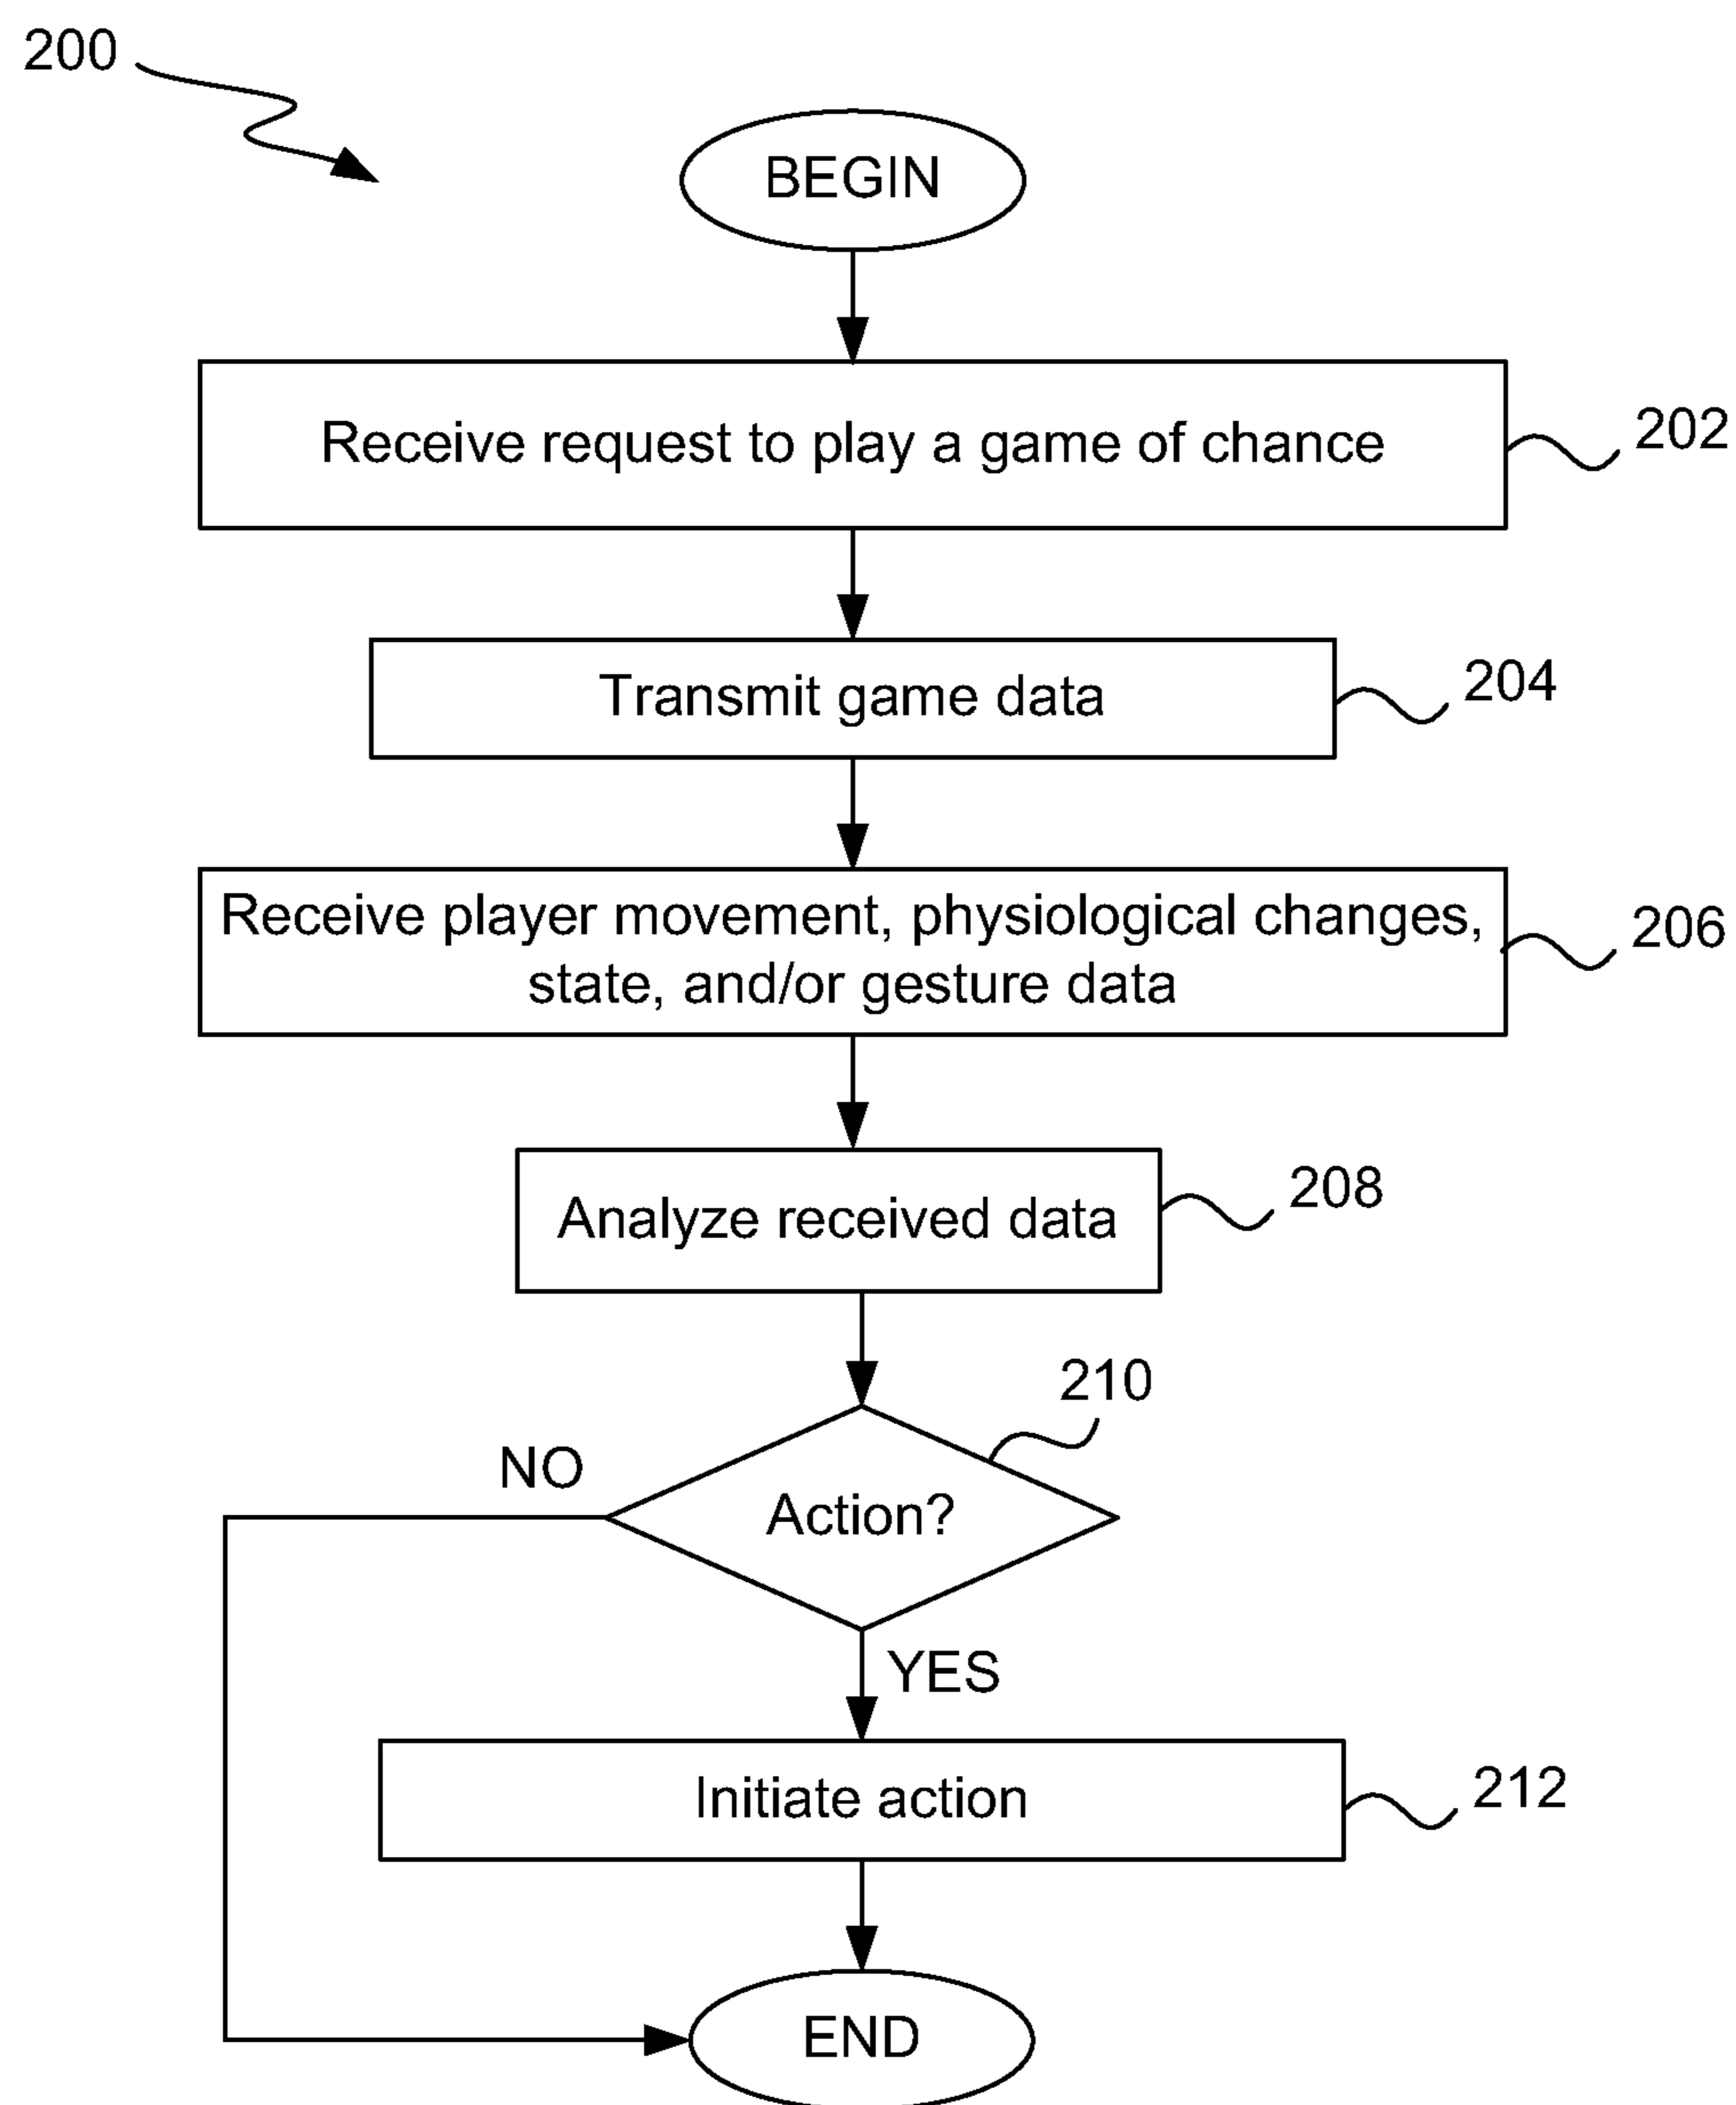 200
BEGIN
Receive request to play a game of chance
202
Transmit game data
204
Receive player movement, physiological changes,
state, and/or gesture data
206
Analyze received data
208
210
Action?
NO
YES
Initiate action
212
END